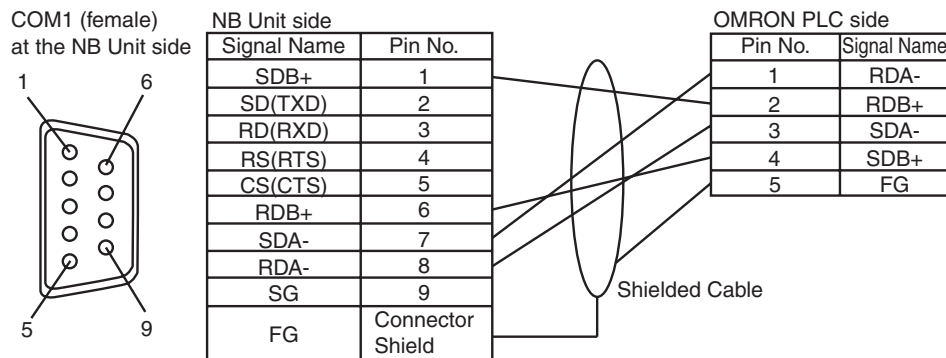 COM1 (female)
at the NB Unit side
1
6
5
9
NB Unit side
Signal Name Pin No.
SDB+ 1
SD(TXD) 2
RD(RXD) 3
RS(RTS) 4
CS(CTS) 5
RDB+ 6
SDA- 7
RDA- 8
SG 9
FG Connector
Shield
Shielded Cable
OMRON PLC side
Pin No. Signal Name
1 RDA-
2 RDB+
3 SDA-
4 SDB+
5 FG